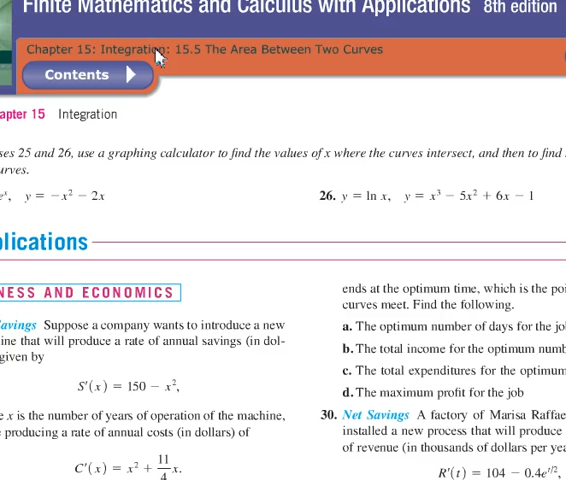 Finite Mathematics and Calculus with Applications 8th edition
Chapter 15: Integration: 15.5 The Area Between Two Curves
Contents
apter 15 Integration
ses 25 and 26, use a graphing calculator to find the values of x where the curves intersect, and then to find
urves.
eˣ, y = −x² − 2x
26. y = ln x, y = x³ − 5x² + 6x − 1
plications
NESS AND ECONOMICS
Savings Suppose a company wants to introduce a new
ine that will produce a rate of annual savings (in dol-
given by
S′(x) = 150 − x²,
e x is the number of years of operation of the machine,
e producing a rate of annual costs (in dollars) of
C′(x) = x² + 11/4 x.
ends at the optimum time, which is the poi
curves meet. Find the following.
a. The optimum number of days for the jo
b. The total income for the optimum numb
c. The total expenditures for the optimum
d. The maximum profit for the job
30. Net Savings A factory of Marisa Raffae
installed a new process that will produce
of revenue (in thousands of dollars per yea
R′(t) = 104 − 0.4e^(t/2),